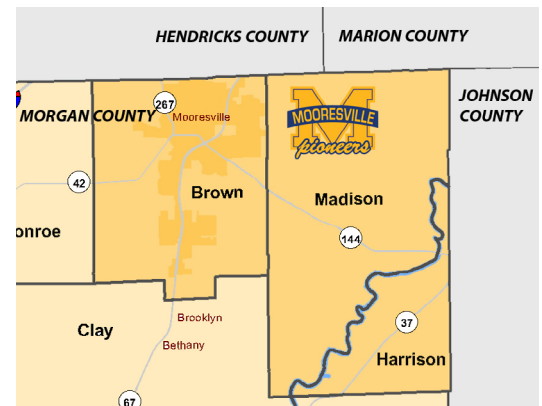 HENDRICKS COUNTY
MARION COUNTY
JOHNSON
COUNTY
MORGAN COUNTY
267
Mooresville
M
MOORESVILLE
pioneers
42
Brown
Madison
onroe
144
Clay
Brooklyn
Bethany
37
Harrison
67